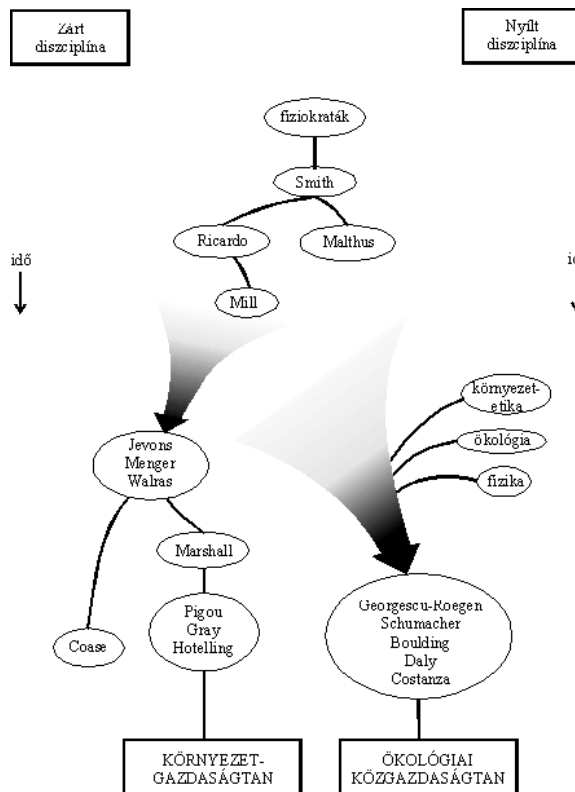 Zárt
diszciplína
Nyílt
diszciplína
fiziokraták
Smith
Ricardo
Malthus
Mill
idő
környezet-
etika
ökológia
fizika
Jevons
Menger
Walras
Marshall
Pigou
Gray
Hotelling
Coase
Georgescu-Roegen
Schumacher
Boulding
Daly
Costanza
KÖRNYEZET-
GAZDASÁGTAN
ÖKOLÓGIAI
KÖZGAZDASÁGTAN